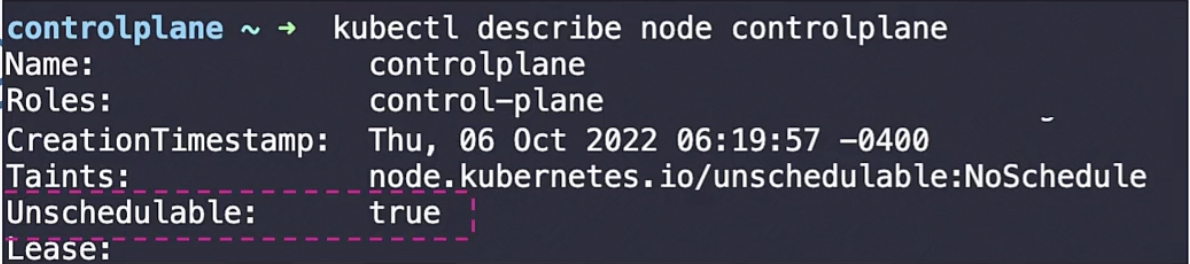 controlplane ~ → kubectl describe node controlplane
Name: controlplane
Roles: control-plane
CreationTimestamp: Thu, 06 Oct 2022 06:19:57 -0400
Taints: node.kubernetes.io/unschedulable:NoSchedule
Unschedulable: true
Lease: